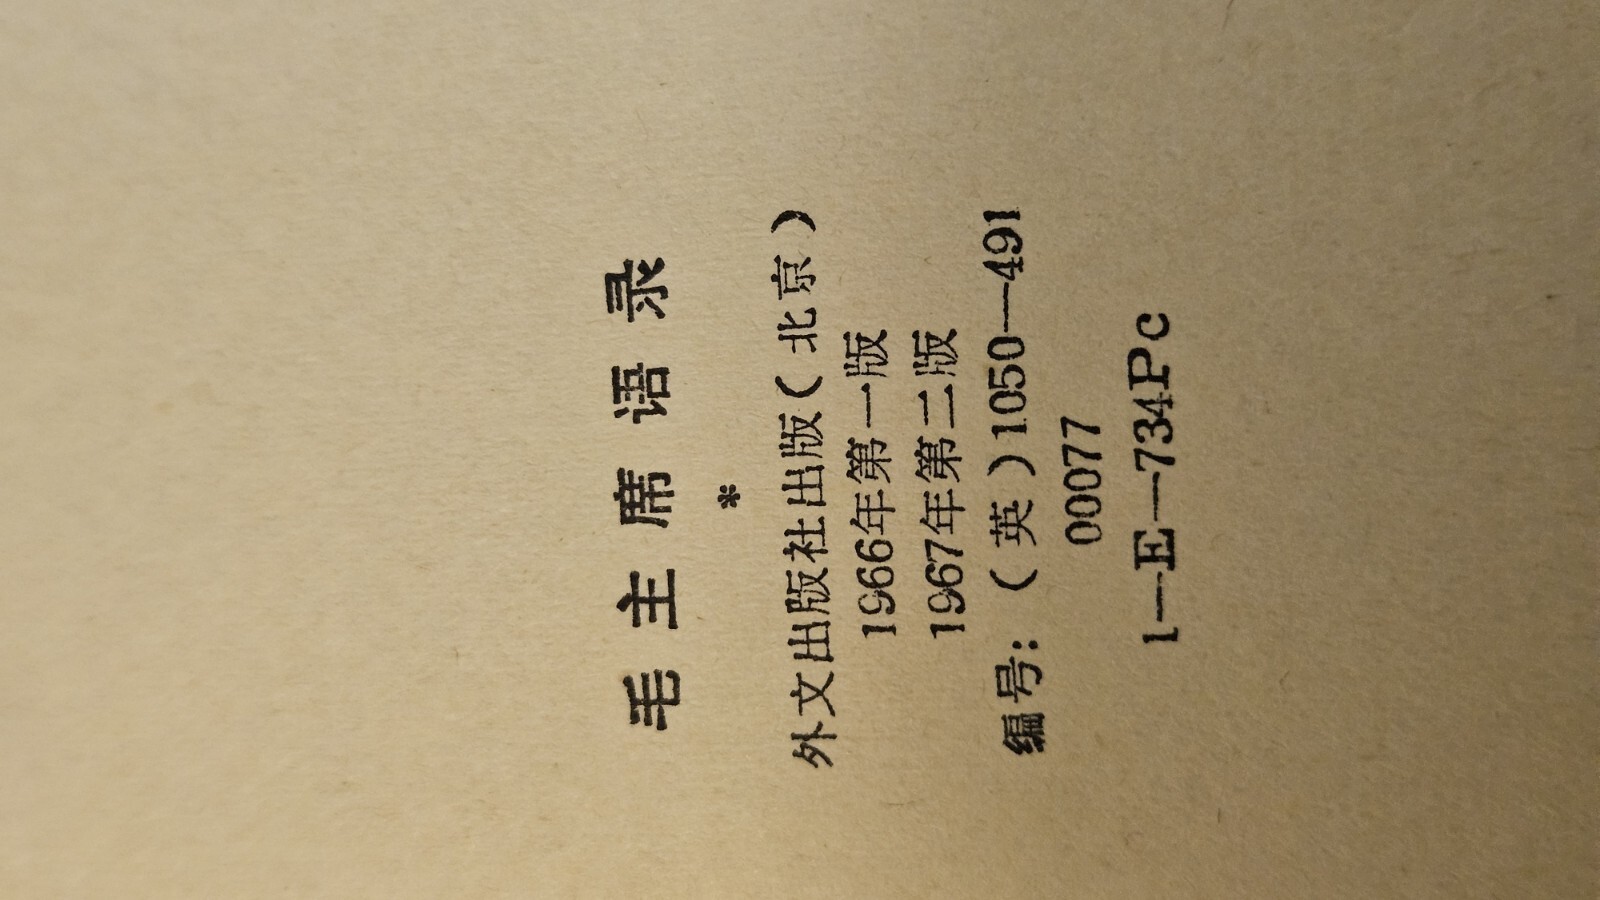 毛主席语录
*
外文出版社出版(北京)
1966年第一版
1967年第二版
编号:(英)1050—491
00077
1—E—734Pc